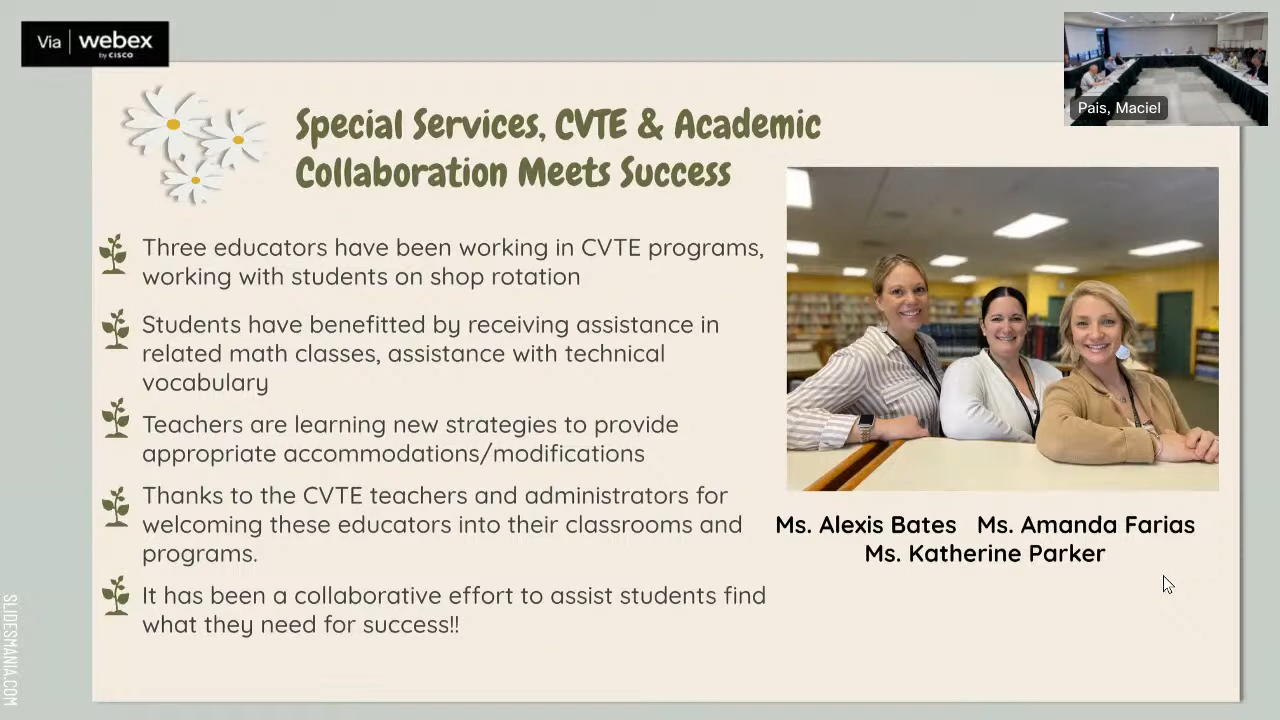 Via webex
by CISCO
Pais, Maciel
Special Services, CVTE & Academic
Collaboration Meets Success
Three educators have been working in CVTE programs,
working with students on shop rotation
Students have benefitted by receiving assistance in
related math classes, assistance with technical
vocabulary
Teachers are learning new strategies to provide
appropriate accommodations/modifications
Thanks to the CVTE teachers and administrators for
welcoming these educators into their classrooms and
programs.
It has been a collaborative effort to assist students find
what they need for success!!
Ms. Alexis Bates Ms. Amanda Farias
Ms. Katherine Parker
SLIDESMANIA.COM